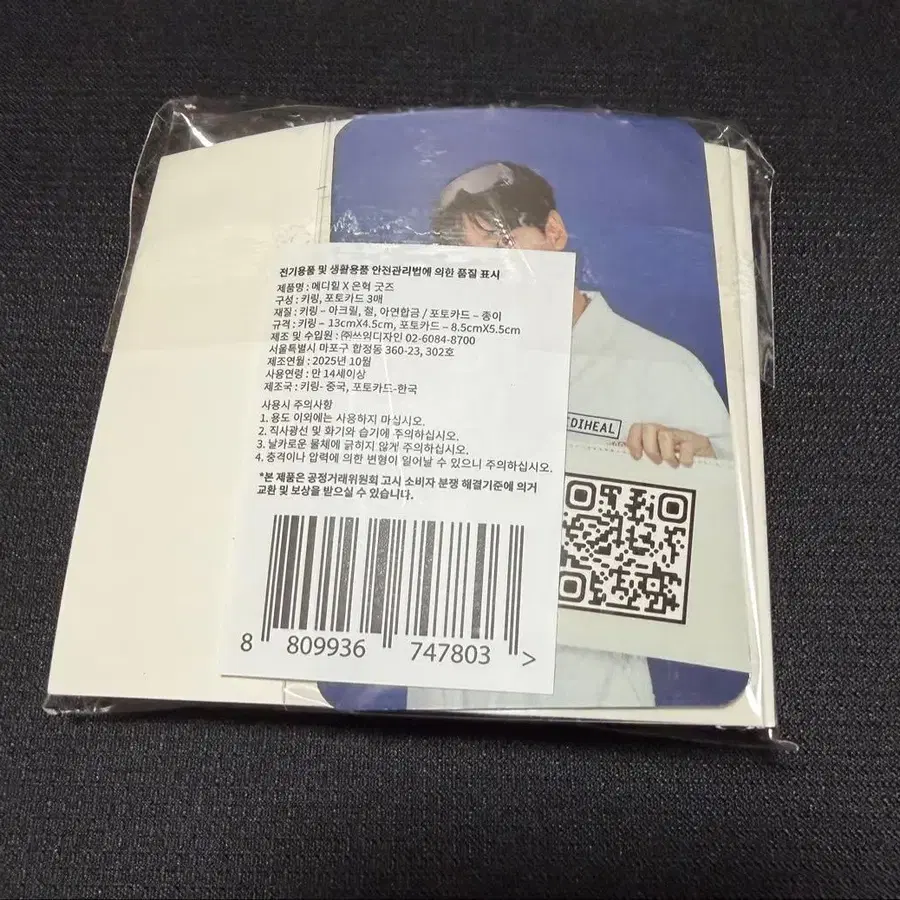 전기용품 및 생활용품 안전관리법에 의한 품질 표시
제품명 : 메디힐 X 은혁 굿즈
구성 : 키링, 포토카드 3매
재질 : 키링 – 아크릴, 철, 아연합금 / 포토카드 – 종이
규격 : 키링 – 13cmX4.5cm, 포토카드 – 8.5cmX5.5cm
제조 및 수입원 : ㈜쓰임디자인 02-6084-8700
서울특별시 마포구 합정동 360-23, 302호
제조연월 : 2025년 10월
사용연령 : 만 14세이상
제조국 : 키링- 중국, 포토카드-한국
사용시 주의사항
1. 용도 이외에는 사용하지 마십시오.
2. 직사광선 및 화기와 습기에 주의하십시오.
3. 날카로운 물체에 긁히지 않게 주의하십시오.
4. 충격이나 압력에 의한 변형이 일어날 수 있으니 주의하십시오.
*본 제품은 공정거래위원회 고시 소비자 분쟁 해결기준에 의거
교환 및 보상을 받으실 수 있습니다.
8 809936 747803 >
EDIHEAL